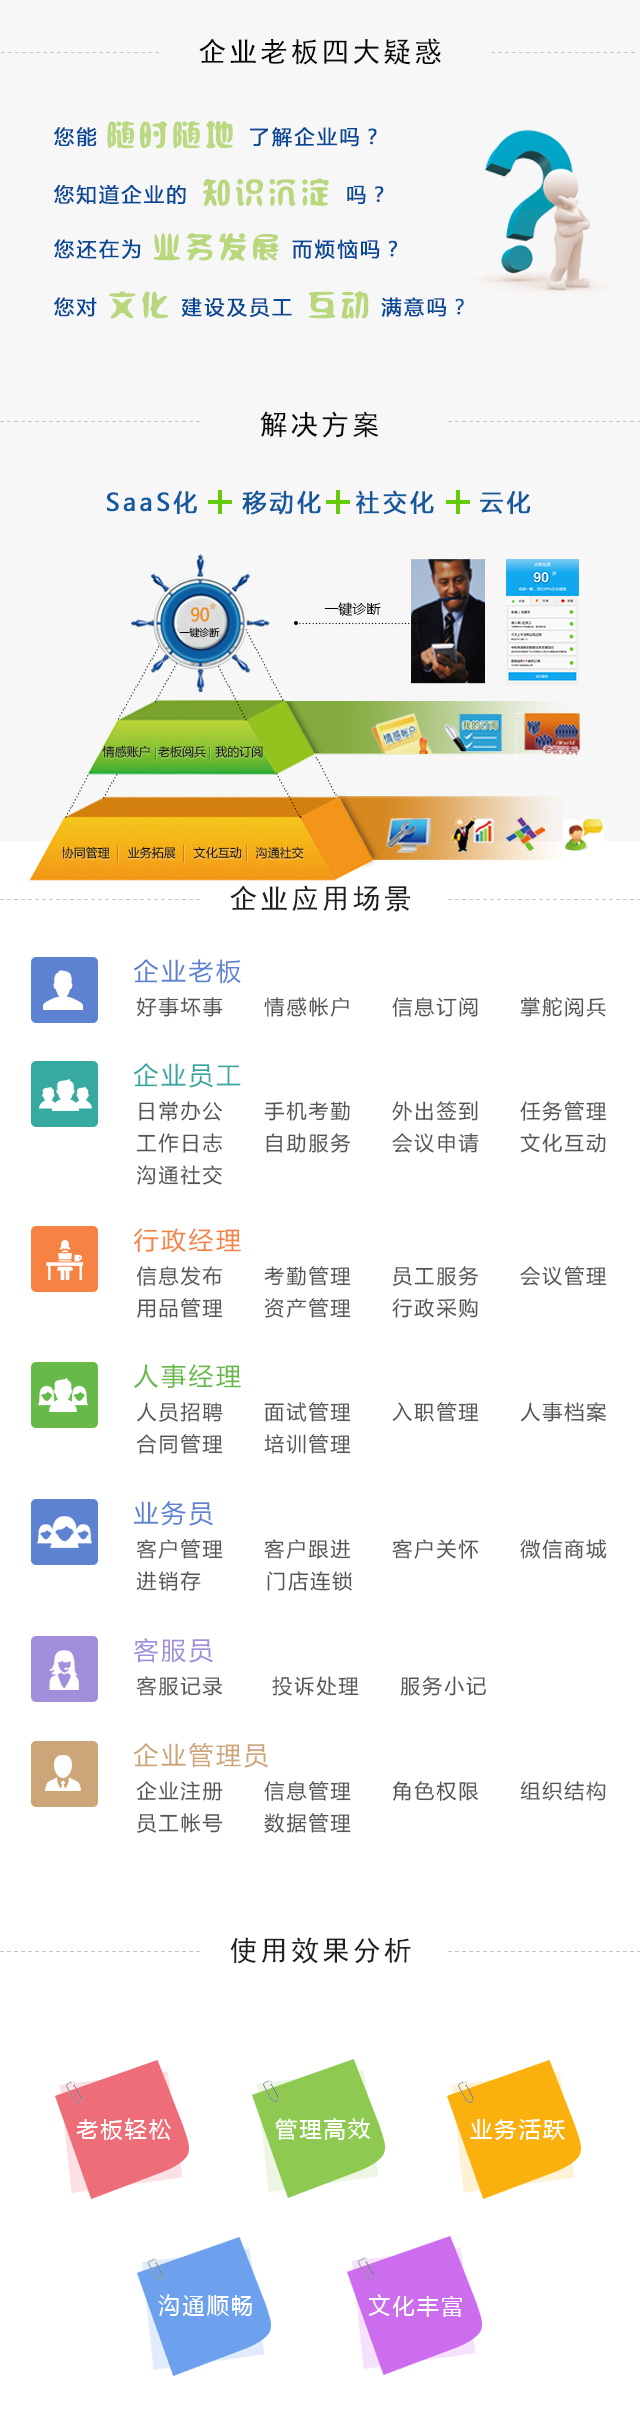 企业老板四大疑惑
您能 随时随地 了解企业吗？
您知道企业的 知识沉淀 吗？
您还在为 业务发展 而烦恼吗？
您对 文化 建设及员工 互动 满意吗？
解决方案
SaaS化 + 移动化+社交化 + 云化
90分
一键诊断
一键诊断
90分
情感账户 | 老板阅兵 | 我的订阅
情感帐户
我的订阅
老板阅兵
协同管理 | 业务拓展 | 文化互动 | 沟通社交
企业应用场景
企业老板
好事坏事 情感帐户 信息订阅 掌舵阅兵
企业员工
日常办公 手机考勤 外出签到 任务管理
工作日志 自助服务 会议申请 文化互动
沟通社交
行政经理
信息发布 考勤管理 员工服务 会议管理
用品管理 资产管理 行政采购
人事经理
人员招聘 面试管理 入职管理 人事档案
合同管理 培训管理
业务员
客户管理 客户跟进 客户关怀 微信商城
进销存 门店连锁
客服员
客服记录 投诉处理 服务小记
企业管理员
企业注册 信息管理 角色权限 组织结构
员工帐号 数据管理
使用效果分析
老板轻松 管理高效 业务活跃
沟通顺畅 文化丰富